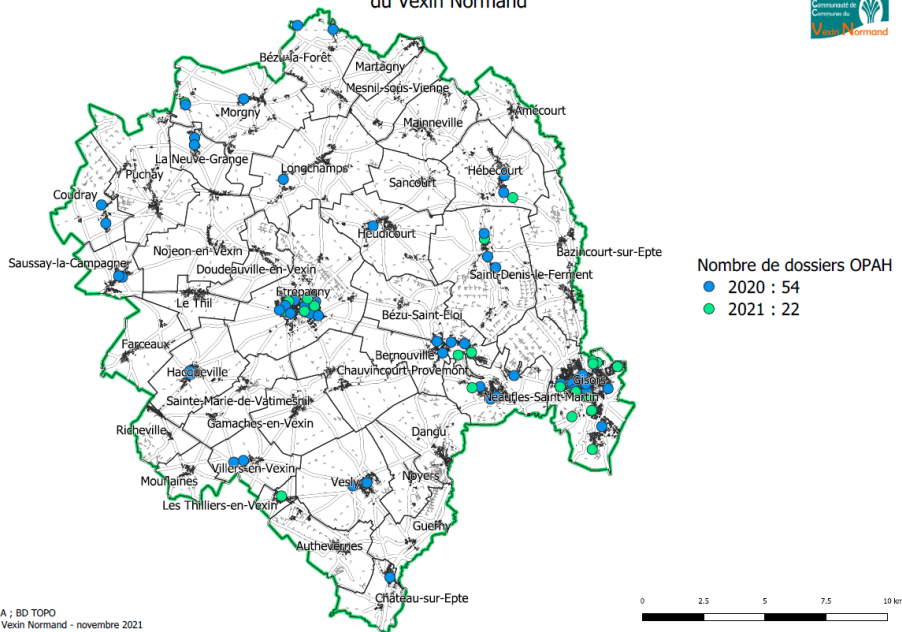 du Vexin Normand
Communauté de
Communes du
Vexin Normand
Bézu-la-Forêt
Martagny
Mesnil-sous-Vienne
Morgny
Amécourt
Mainneville
La Neuve-Grange
Longchamps
Hébecourt
Puchay
Sancourt
Coudray
Heudicourt
Nojeon-en-Vexin
Bazincourt-sur-Epte
Saussay-la-Campagne
Doudeauville-en-Vexin
Saint-Denis-le-Ferment
Nombre de dossiers OPAH
2020 : 54
2021 : 22
Etrépagny
Le Thil
Bézu-Saint-Eloi
Farceaux
Bernouville
Hacqueville
Chauvincourt-Provemont
Gisors
Neaufles-Saint-Martin
Sainte-Marie-de-Vatimesnil
Gamaches-en-Vexin
Richeville
Dangu
Villers-en-Vexin
Mouflaines
Vesly
Noyers
Les Thilliers-en-Vexin
Guerny
Authevernes
Château-sur-Epte
0 2.5 5 7.5 10 km
A ; BD TOPO
Vexin Normand - novembre 2021